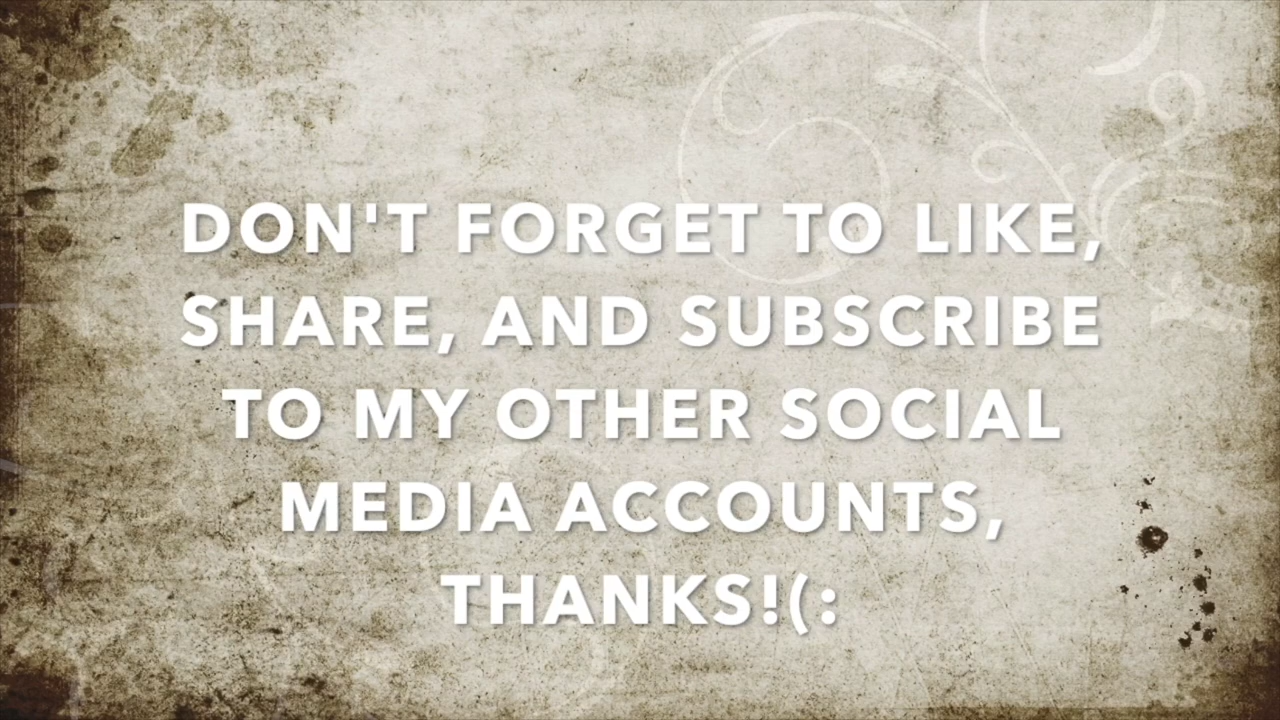 DON'T FORGET TO LIKE,
SHARE, AND SUBSCRIBE
TO MY OTHER SOCIAL
MEDIA ACCOUNTS,
THANKS!(: